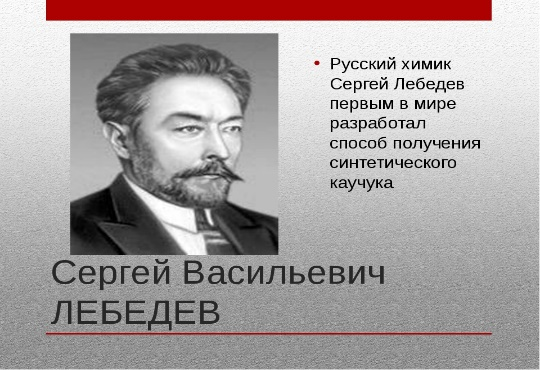 • Русский химик
Сергей Лебедев
первым в мире
разработал
способ получения
синтетического
каучука
Сергей Васильевич
ЛЕБЕДЕВ